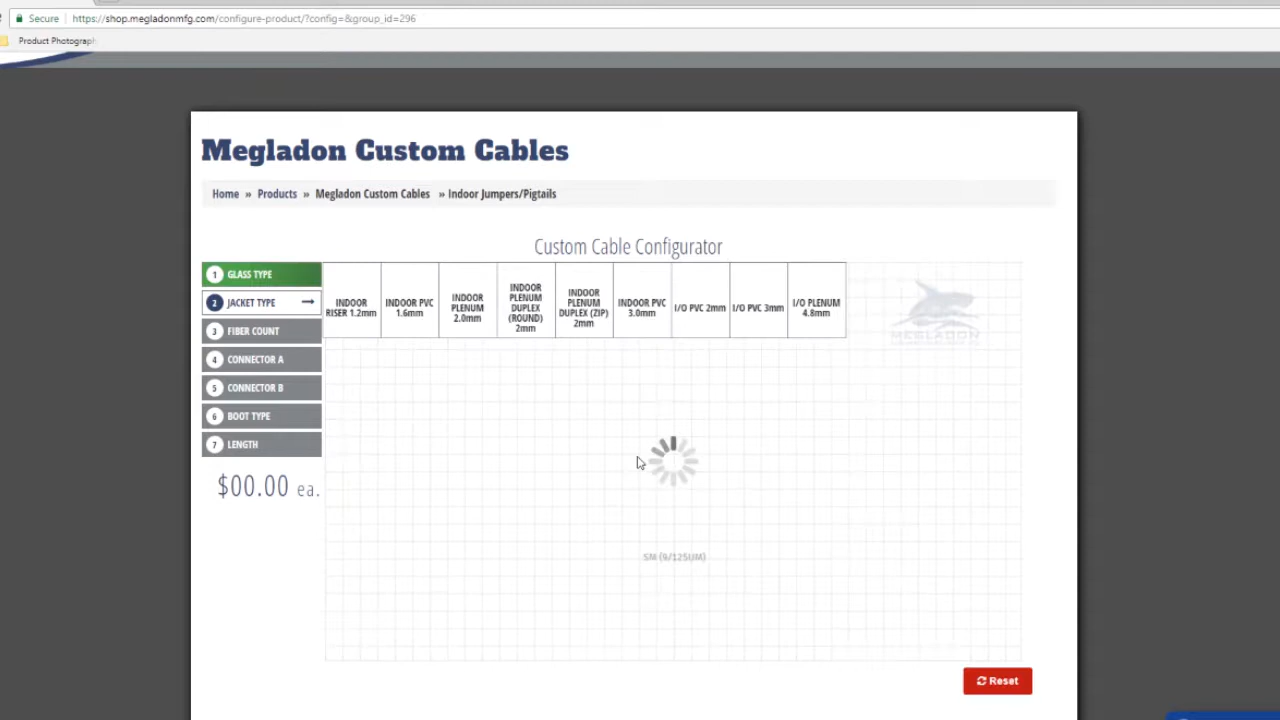 Secure
https://shop.megladonmfg.com/configure-product/?config=&group_id=296
Product Photograph
Megladon Custom Cables
Home » Products » Megladon Custom Cables » Indoor Jumpers/Pigtails
Custom Cable Configurator
1 GLASS TYPE
2 JACKET TYPE
3 FIBER COUNT
4 CONNECTOR A
5 CONNECTOR B
6 BOOT TYPE
7 LENGTH
$00.00 ea.
INDOOR
RISER 1.2mm
INDOOR PVC
1.6mm
INDOOR
PLENUM
2.0mm
INDOOR
PLENUM
DUPLEX
(ROUND)
2mm
INDOOR
PLENUM
DUPLEX (ZIP)
2mm
INDOOR PVC
3.0mm
I/O PVC 2mm
I/O PVC 3mm
I/O PLENUM
4.8mm
MEGLADON
SM (9/125UM)
Reset